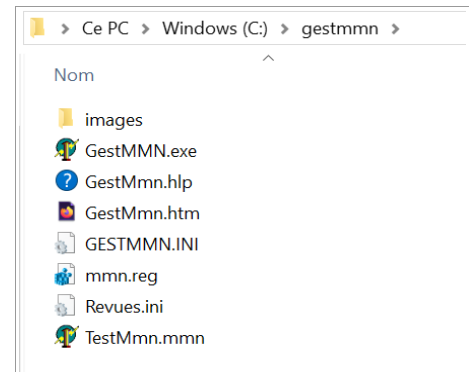 Ce PC > Windows (C:) > gestmmn >
Nom
images
GestMMN.exe
GestMmn.hlp
GestMmn.htm
GESTMMN.INI
mmn.reg
Revues.ini
TestMmn.mmn